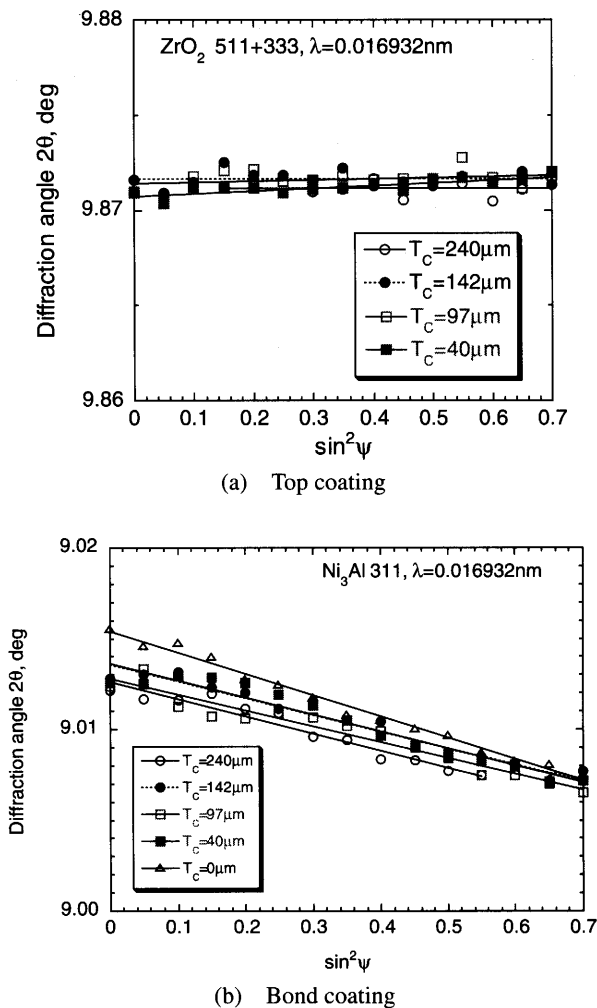 9.88
ZrO₂ 511+333, λ=0.016932nm
Diffraction angle 2θ, deg
9.87
T_C=240μm
T_C=142μm
T_C=97μm
T_C=40μm
9.86
0 0.1 0.2 0.3 0.4 0.5 0.6 0.7
sin²ψ
(a) Top coating
9.02
Ni₃Al 311, λ=0.016932nm
Diffraction angle 2θ, deg
9.01
T_C=240μm
T_C=142μm
T_C=97μm
T_C=40μm
T_C=0μm
9.00
0 0.1 0.2 0.3 0.4 0.5 0.6 0.7
sin²ψ
(b) Bond coating